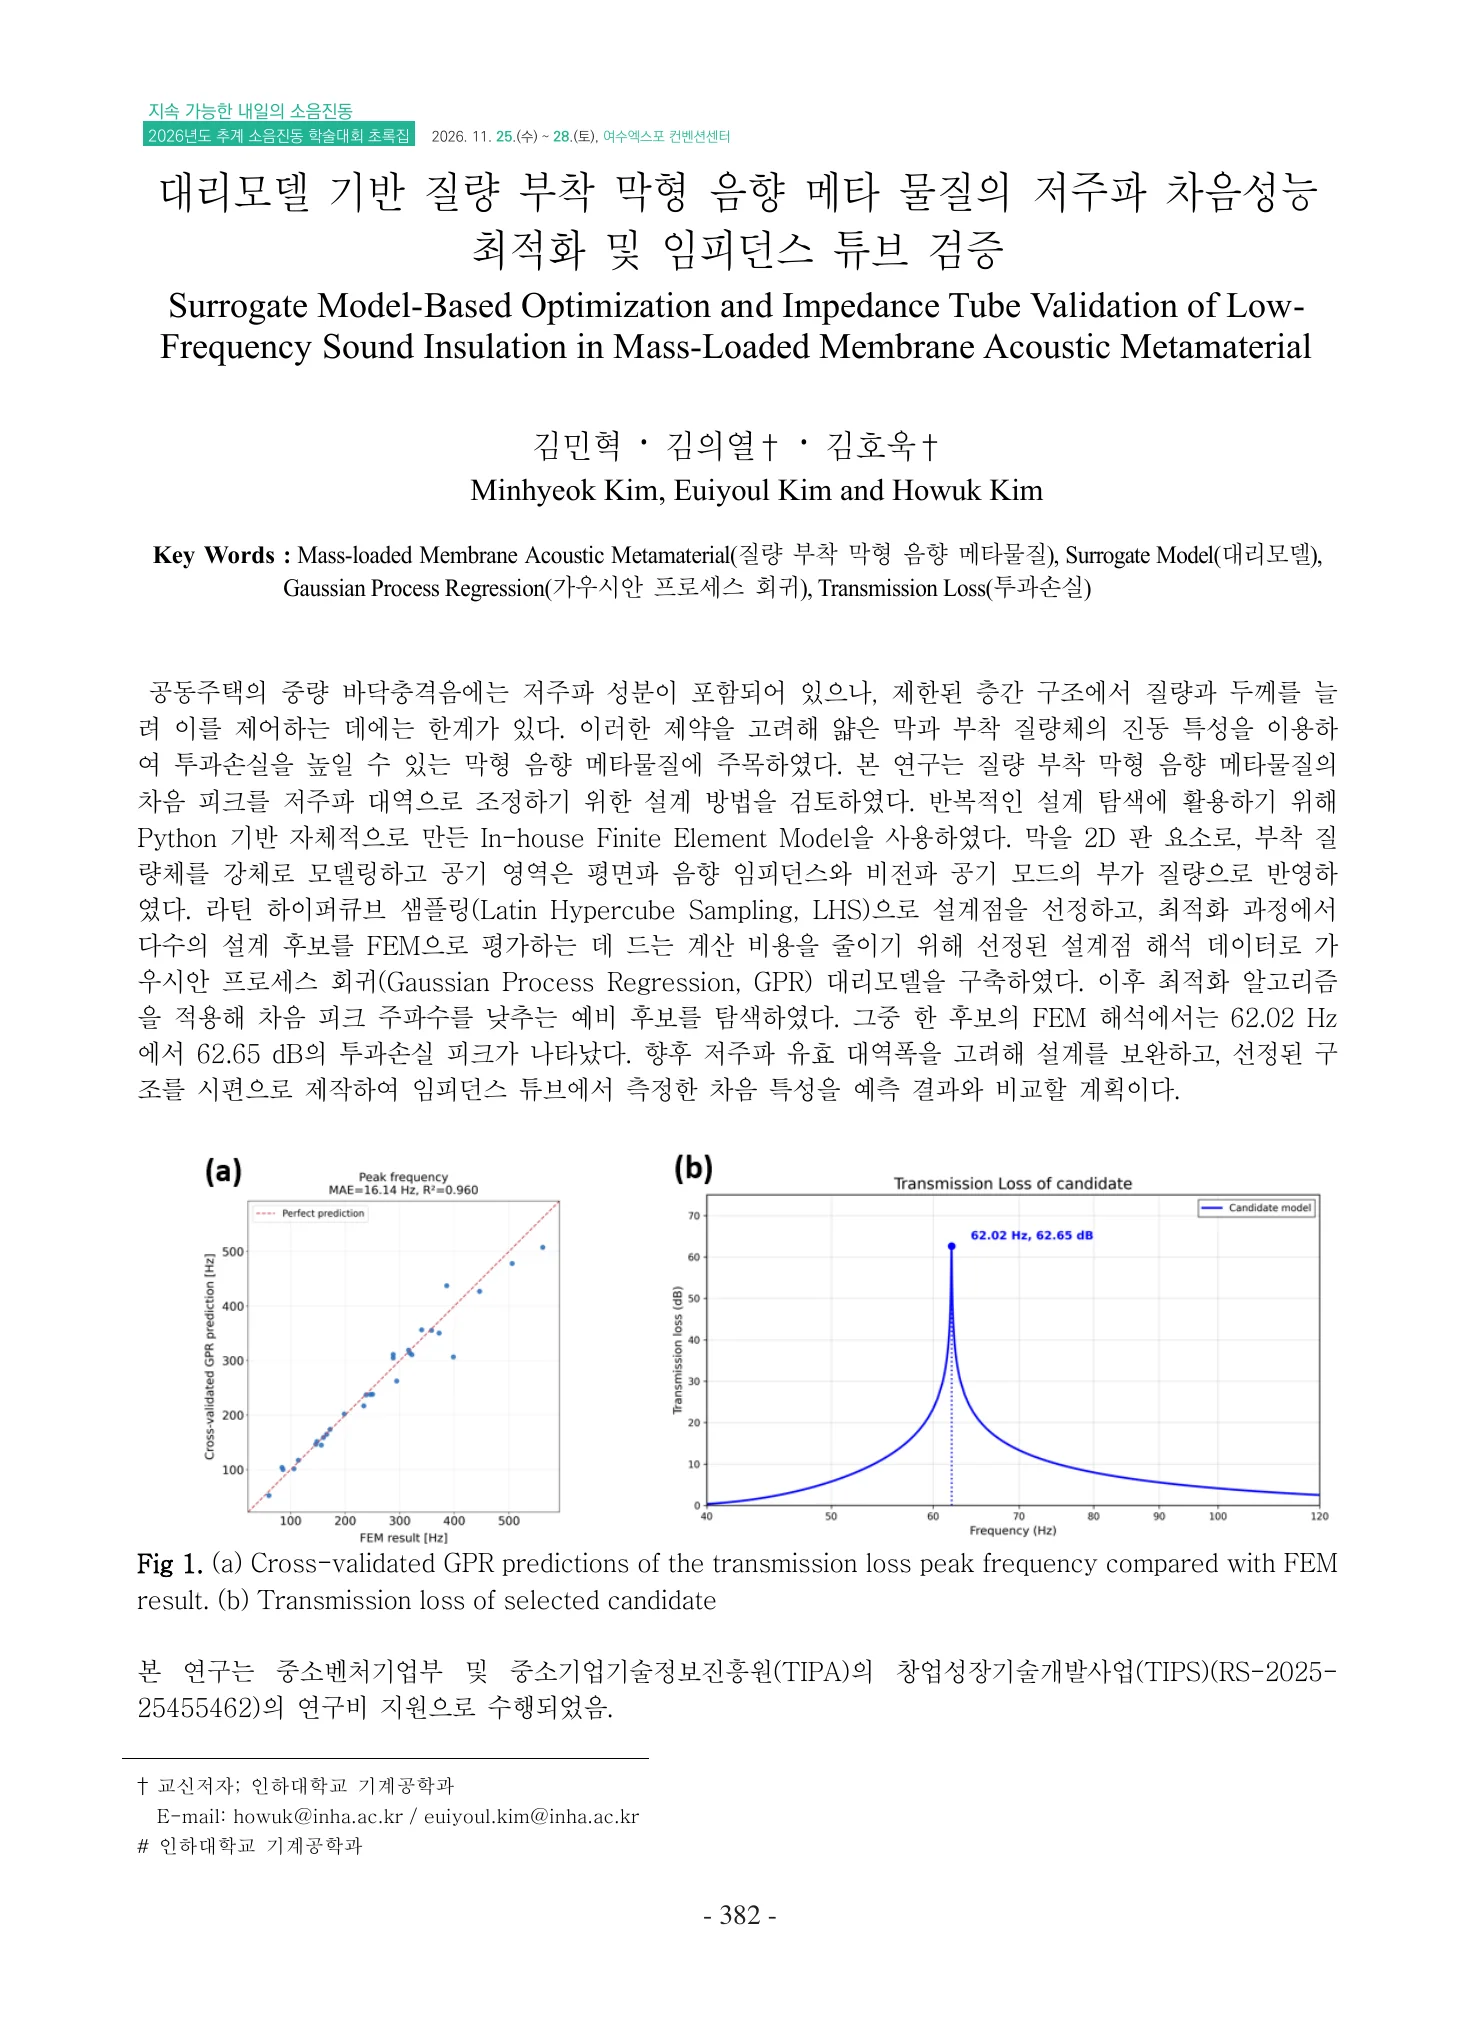 지속 가능한 내일의 소음진동
2026년도 추계 소음진동 학술대회 초록집 2026. 11. 25.(수) ~ 28.(토), 여수엑스포 컨벤션센터
대리모델 기반 질량 부착 막형 음향 메타 물질의 저주파 차음성능
최적화 및 임피던스 튜브 검증
Surrogate Model-Based Optimization and Impedance Tube Validation of Low-
Frequency Sound Insulation in Mass-Loaded Membrane Acoustic Metamaterial
김민혁 · 김의열† · 김호욱†
Minhyeok Kim, Euiyoul Kim and Howuk Kim
Key Words : Mass-loaded Membrane Acoustic Metamaterial(질량 부착 막형 음향 메타물질), Surrogate Model(대리모델),
Gaussian Process Regression(가우시안 프로세스 회귀), Transmission Loss(투과손실)
공동주택의 중량 바닥충격음에는 저주파 성분이 포함되어 있으나, 제한된 층간 구조에서 질량과 두께를 늘
려 이를 제어하는 데에는 한계가 있다. 이러한 제약을 고려해 얇은 막과 부착 질량체의 진동 특성을 이용하
여 투과손실을 높일 수 있는 막형 음향 메타물질에 주목하였다. 본 연구는 질량 부착 막형 음향 메타물질의
차음 피크를 저주파 대역으로 조정하기 위한 설계 방법을 검토하였다. 반복적인 설계 탐색에 활용하기 위해
Python 기반 자체적으로 만든 In-house Finite Element Model을 사용하였다. 막을 2D 판 요소로, 부착 질
량체를 강체로 모델링하고 공기 영역은 평면파 음향 임피던스와 비전파 공기 모드의 부가 질량으로 반영하
였다. 라틴 하이퍼큐브 샘플링(Latin Hypercube Sampling, LHS)으로 설계점을 선정하고, 최적화 과정에서
다수의 설계 후보를 FEM으로 평가하는 데 드는 계산 비용을 줄이기 위해 선정된 설계점 해석 데이터로 가
우시안 프로세스 회귀(Gaussian Process Regression, GPR) 대리모델을 구축하였다. 이후 최적화 알고리즘
을 적용해 차음 피크 주파수를 낮추는 예비 후보를 탐색하였다. 그중 한 후보의 FEM 해석에서는 62.02 Hz
에서 62.65 dB의 투과손실 피크가 나타났다. 향후 저주파 유효 대역폭을 고려해 설계를 보완하고, 선정된 구
조를 시편으로 제작하여 임피던스 튜브에서 측정한 차음 특성을 예측 결과와 비교할 계획이다.
(a)
Peak frequency
MAE=16.14 Hz, R²=0.960
Perfect prediction
Cross-validated GPR prediction [Hz]
500
400
300
200
100
100 200 300 400 500
FEM result [Hz]
(b)
Transmission Loss of candidate
Candidate model
62.02 Hz, 62.65 dB
Transmission loss (dB)
70
60
50
40
30
20
10
0
40 50 60 70 80 90 100 120
Frequency (Hz)
Fig 1. (a) Cross-validated GPR predictions of the transmission loss peak frequency compared with FEM
result. (b) Transmission loss of selected candidate
본 연구는 중소벤처기업부 및 중소기업기술정보진흥원(TIPA)의 창업성장기술개발사업(TIPS)(RS-2025-
25455462)의 연구비 지원으로 수행되었음.
† 교신저자; 인하대학교 기계공학과
E-mail: howuk@inha.ac.kr / euiyoul.kim@inha.ac.kr
# 인하대학교 기계공학과
- 382 -